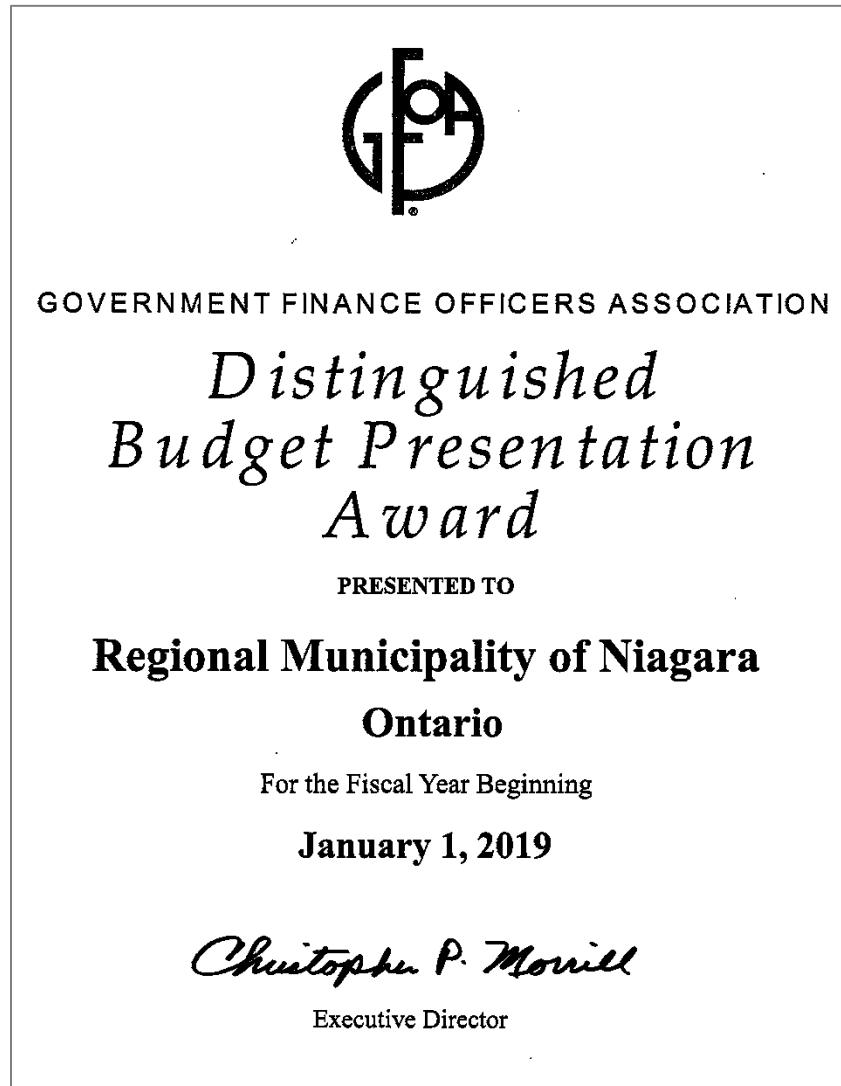 GFOA
®
GOVERNMENT FINANCE OFFICERS ASSOCIATION
Distinguished
Budget Presentation
Award
PRESENTED TO
Regional Municipality of Niagara
Ontario
For the Fiscal Year Beginning
January 1, 2019
Christopher P. Morrill
Executive Director